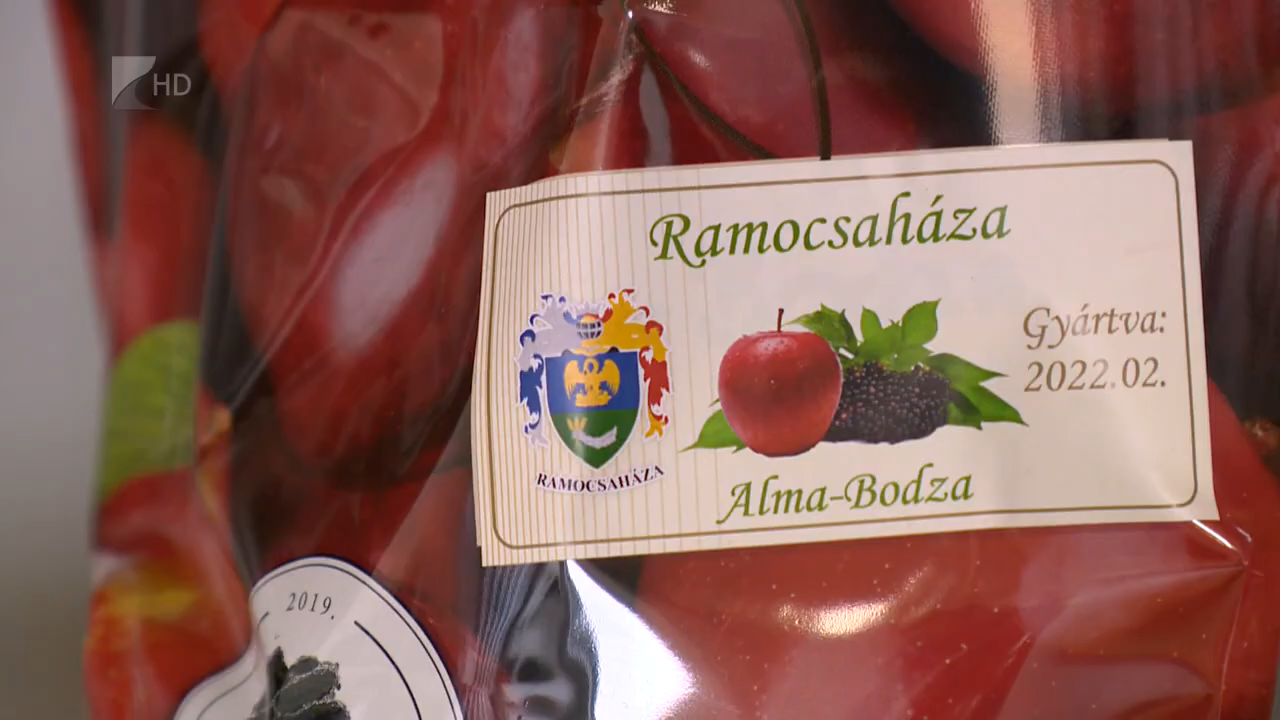 HD
Ramocsaháza
Gyártva:
2022.02.
RAMOCSAHÁZA
Alma-Bodza
2019.